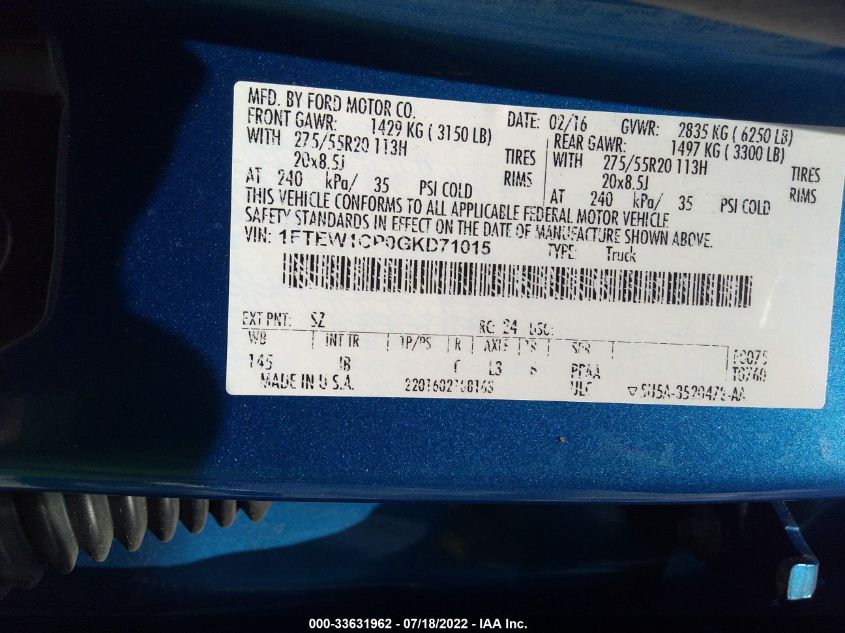 MFD. BY FORD MOTOR CO.
DATE: 02/16 GVWR: 2835 KG (6250 LB)
FRONT GAWR: 1429 KG (3150 LB)
REAR GAWR: 1497 KG (3300 LB)
WITH 275/55R20 113H TIRES
WITH 275/55R20 113H TIRES
20x8.5J RIMS
20x8.5J RIMS
AT 240 kPa/ 35 PSI COLD
AT 240 kPa/ 35 PSI COLD
THIS VEHICLE CONFORMS TO ALL APPLICABLE FEDERAL MOTOR VEHICLE
SAFETY STANDARDS IN EFFECT ON THE DATE OF MANUFACTURE SHOWN ABOVE.
VIN: 1FTEW1CP0GKD71015
TYPE: Truck
EXT PNT: SZ RC: 24 DSO:
WB INT TR TP/PS R AXLE TR SPR
145 L3
MADE IN U.S.A.
000-33631962 - 07/18/2022 - IAA Inc.